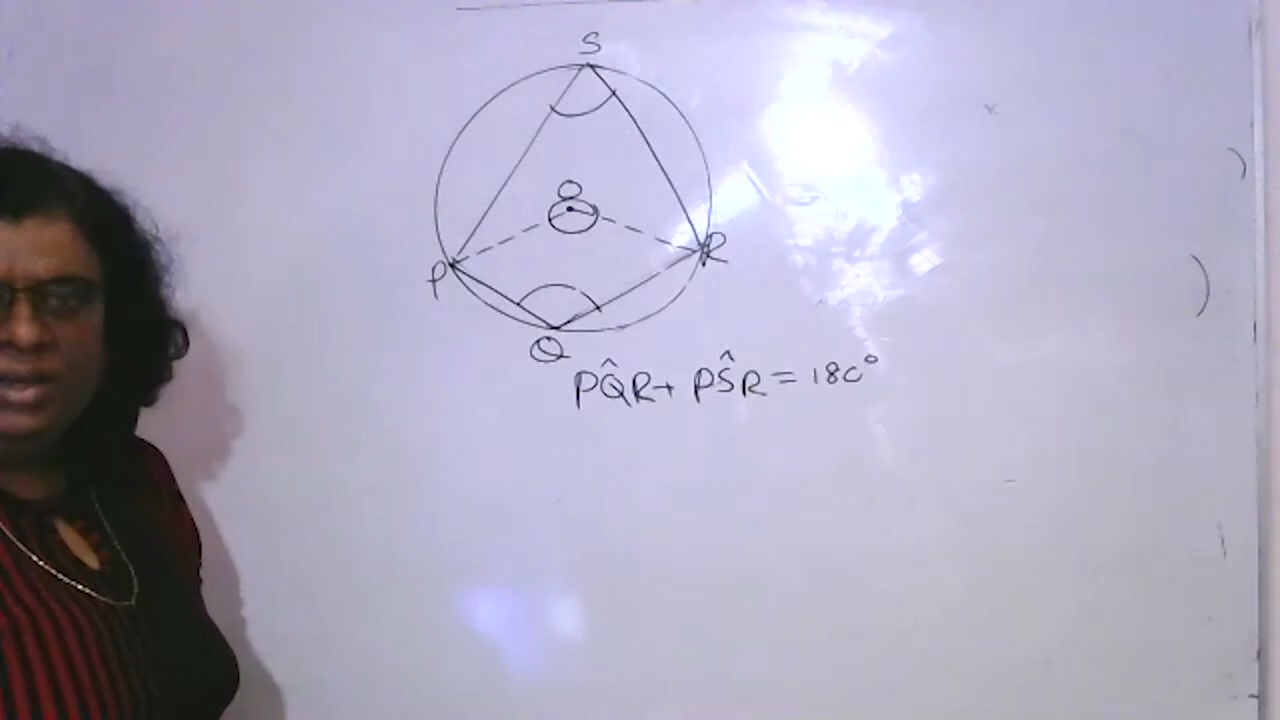 S
O
P
R
Q
PQ̂R + PŜR = 180°